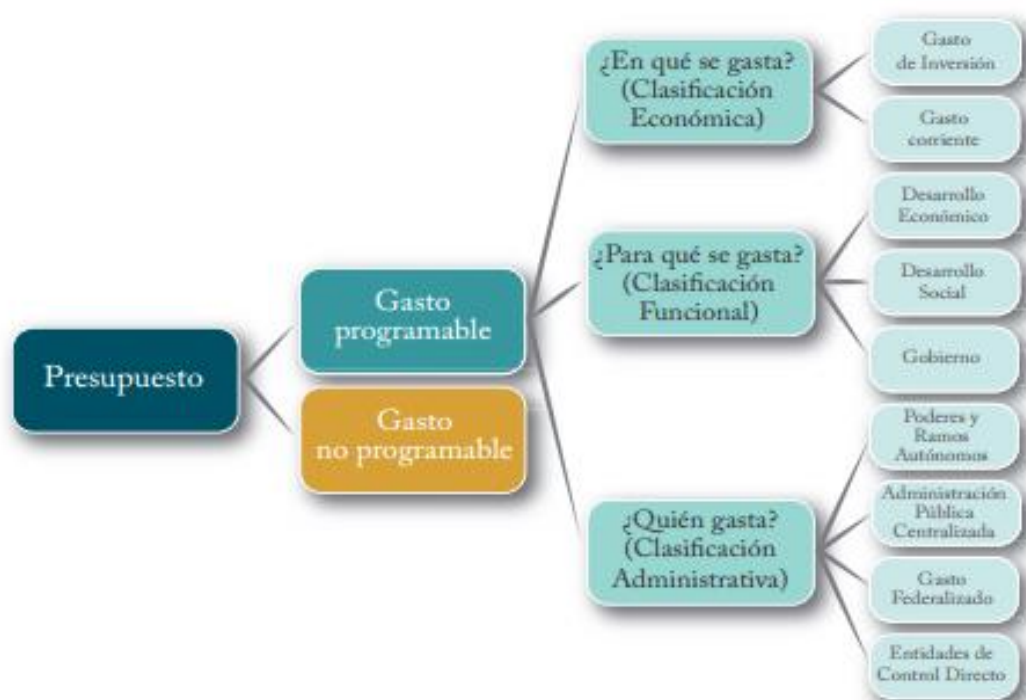 Presupuesto
Gasto
programable
Gasto
no programable
¿En qué se gasta?
(Clasificación
Económica)
Gasto
de Inversión
Gasto
corriente
¿Para qué se gasta?
(Clasificación
Funcional)
Desarrollo
Económico
Desarrollo
Social
Gobierno
¿Quién gasta?
(Clasificación
Administrativa)
Poderes y
Ramos
Autónomos
Administración
Pública
Centralizada
Gasto
Federalizado
Entidades de
Control Directo